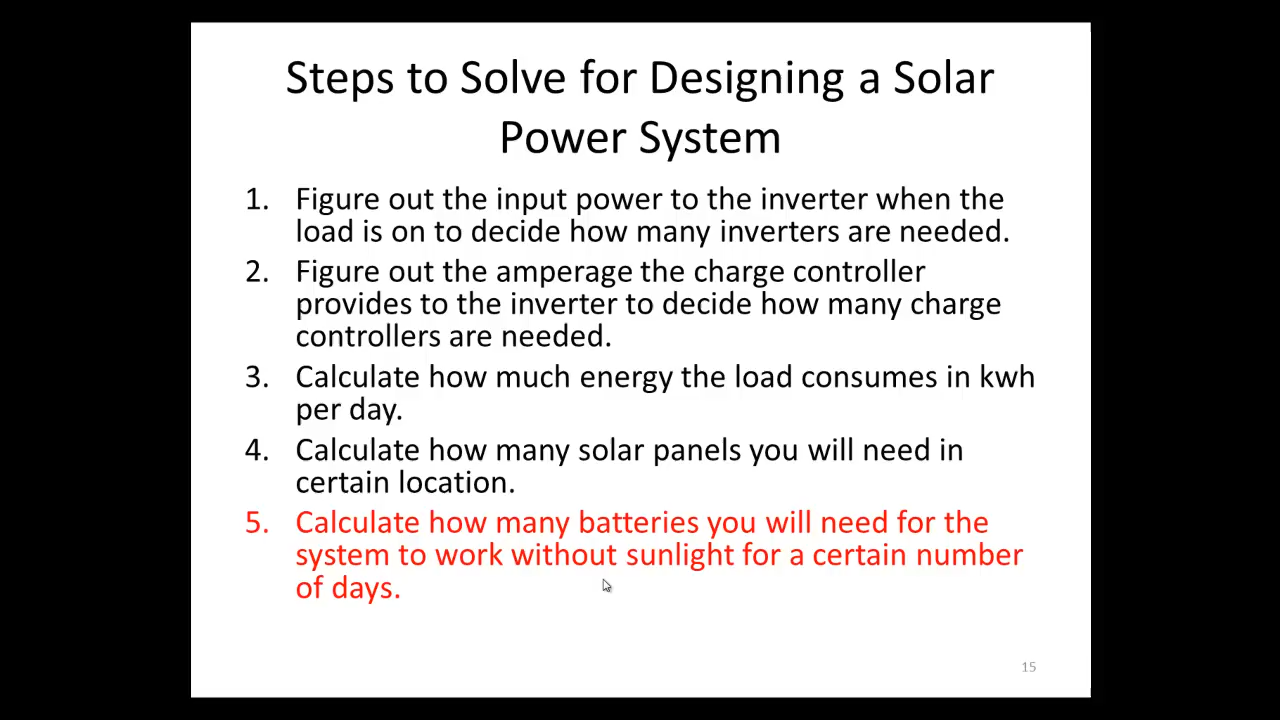 Steps to Solve for Designing a Solar
Power System
1. Figure out the input power to the inverter when the
load is on to decide how many inverters are needed.
2. Figure out the amperage the charge controller
provides to the inverter to decide how many charge
controllers are needed.
3. Calculate how much energy the load consumes in kwh
per day.
4. Calculate how many solar panels you will need in
certain location.
5. Calculate how many batteries you will need for the
system to work without sunlight for a certain number
of days.
15